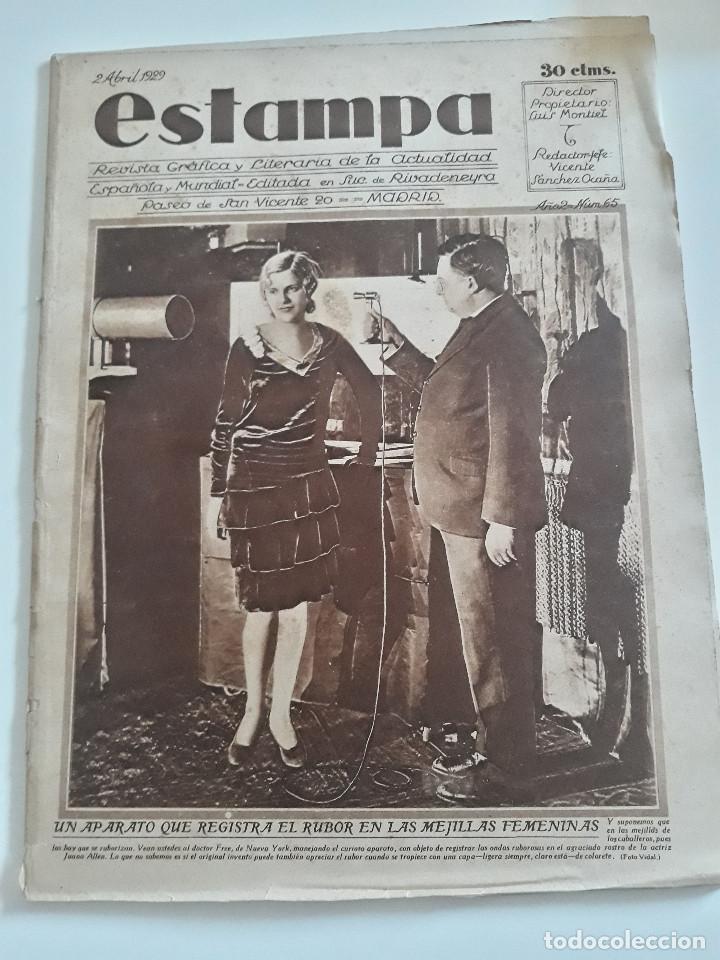 2 Abril 1929
30 ctms.
estampa
Revista Gráfica y Literaria de la Actualidad
Española y Mundial=Editada en Suc. de Rivadeneyra
Paseo de San Vicente 20 == MADRID
Director
Propietario:
Luis Montiel
Redactor-jefe:
Vicente
Sánchez Ocaña
Año 2=Núm 65
UN APARATO QUE REGISTRA EL RUBOR EN LAS MEJILLAS FEMENINAS
Y suponemos que
en las mejillas de
los caballeros, pues
los hay que se ruborizan. Vean ustedes al doctor Free, de Nueva York, manejando el curioso aparato, con objeto de registrar las ondas ruborosas en el agraciado rostro de la actriz
Juana Allen. Lo que no sabemos es si el original invento puede también apreciar el rubor cuando se tropiece con una capa—ligera siempre, claro está—de colorete. (Foto Vidal.)
todocoleccion.net